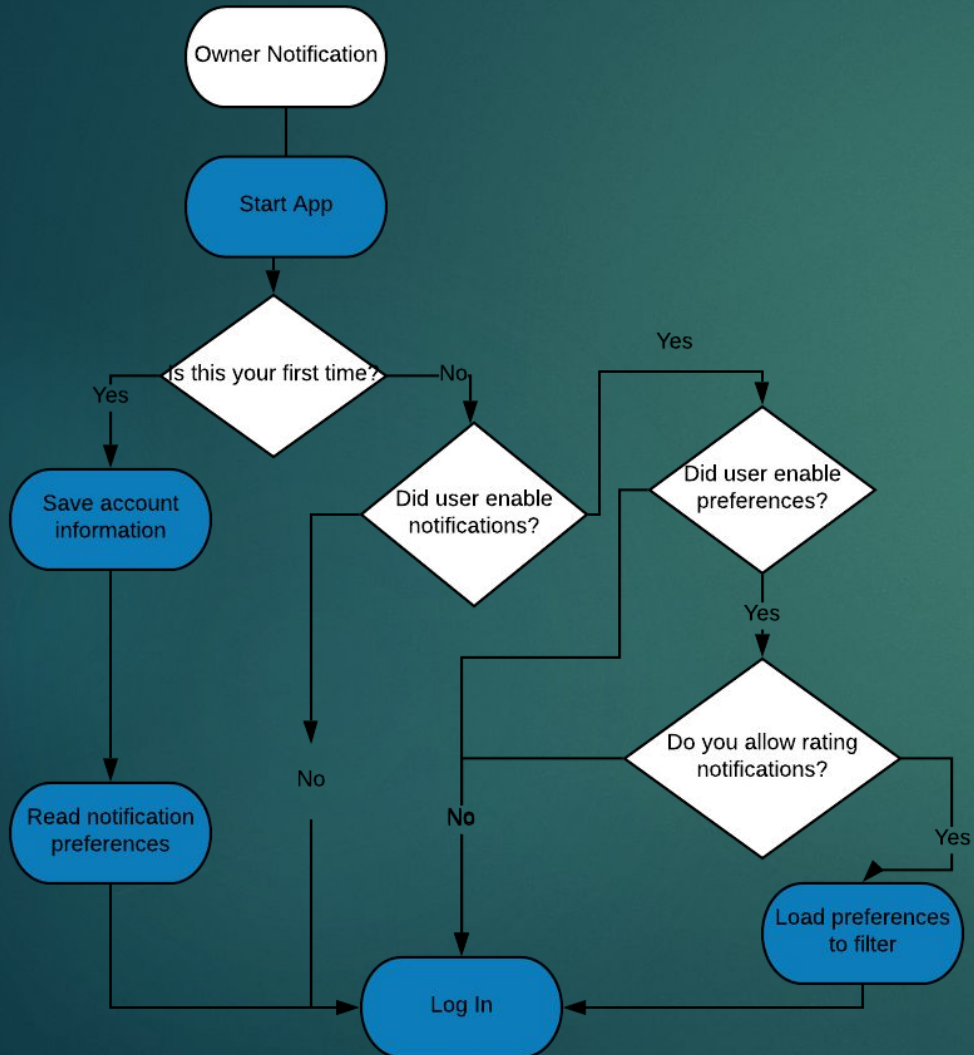 Owner Notification
Start App
Is this your first time?
Yes
No
Yes
Save account
information
Did user enable
notifications?
Did user enable
preferences?
Yes
Do you allow rating
notifications?
No
Read notification
preferences
No
Yes
Load preferences
to filter
Log In